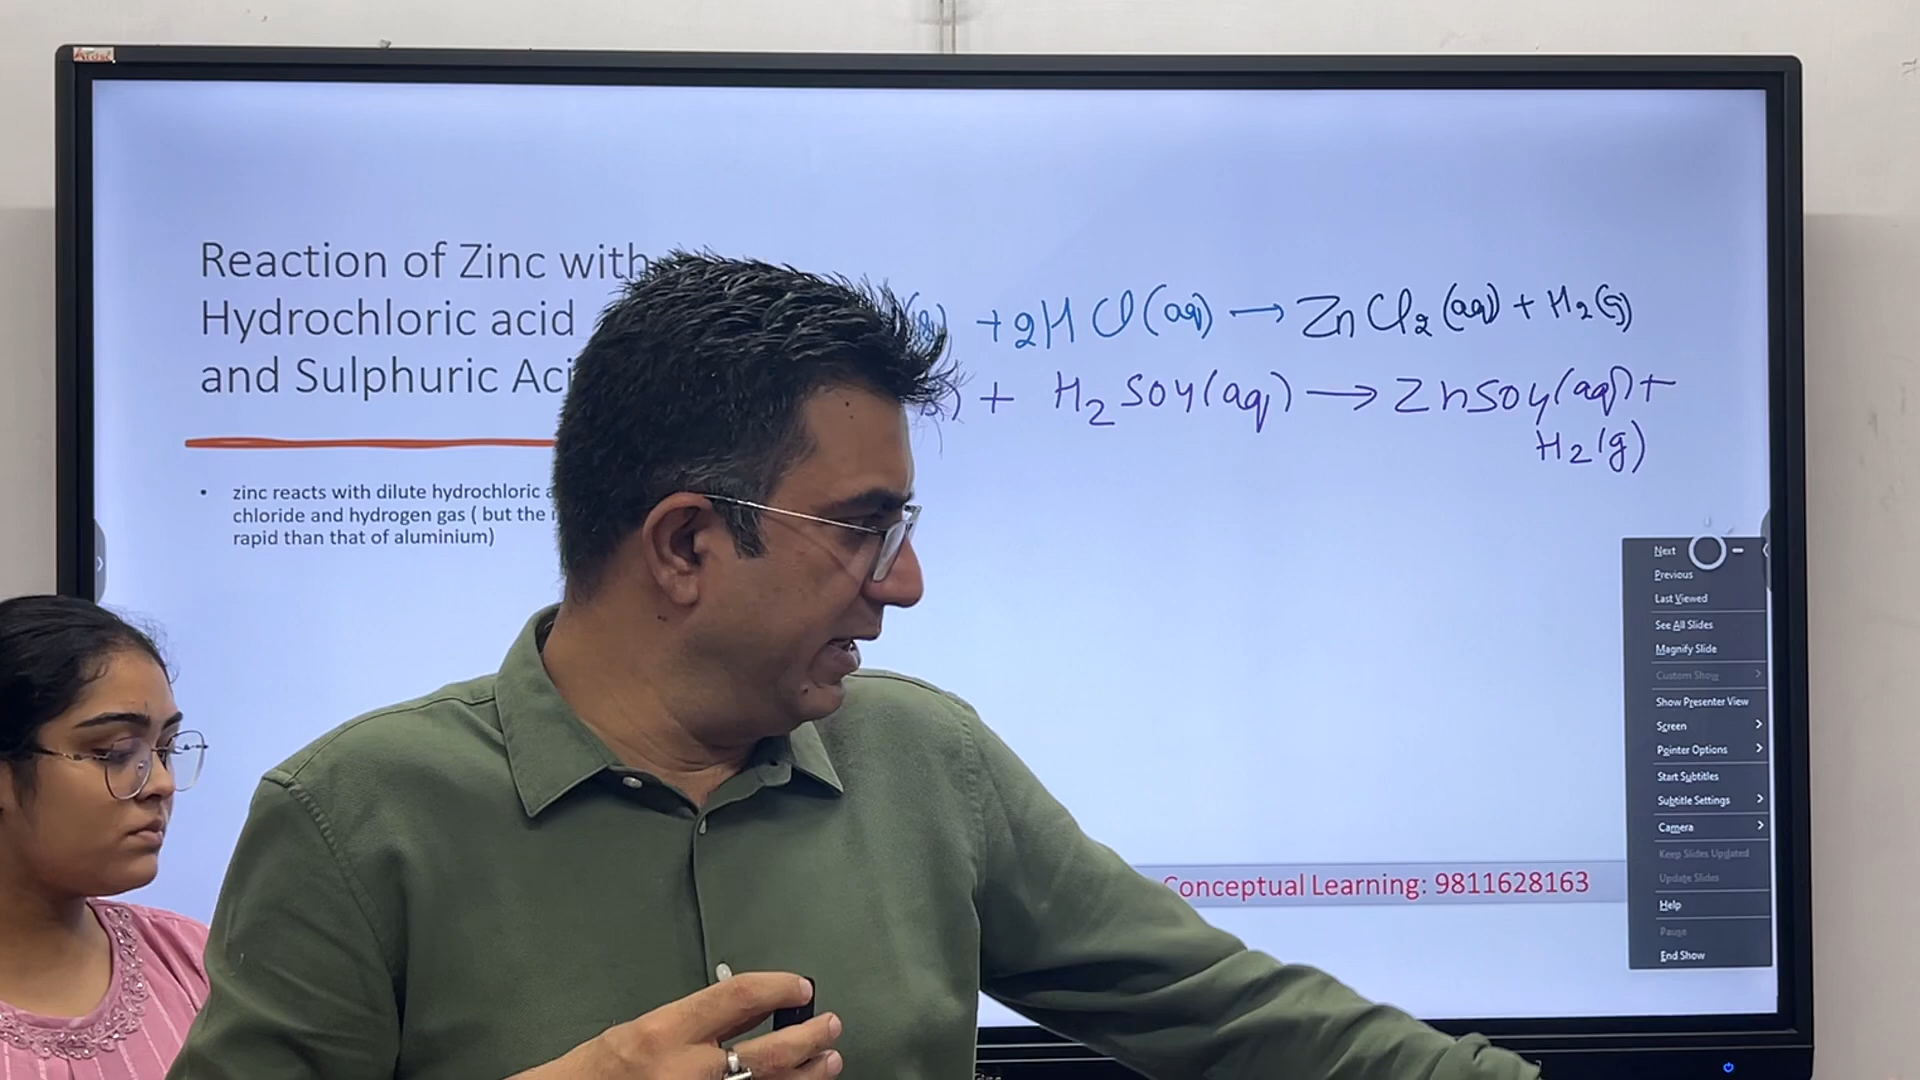 Reaction of Zinc with
Hydrochloric acid
and Sulphuric Aci
+ 2HCl(aq) → ZnCl2(aq) + H2(g)
+ H2SO4(aq) → ZnSO4(aq) +
H2(g)
• zinc reacts with dilute hydrochloric a
chloride and hydrogen gas ( but the
rapid than that of aluminium)
Next
Previous
Last Viewed
See All Slides
Magnify Slide
Custom Show
Show Presenter View
Screen
Pointer Options
Start Subtitles
Subtitle Settings
Camera
Keep Slides Updated
Update Slides
Help
Pause
End Show
Conceptual Learning: 9811628163